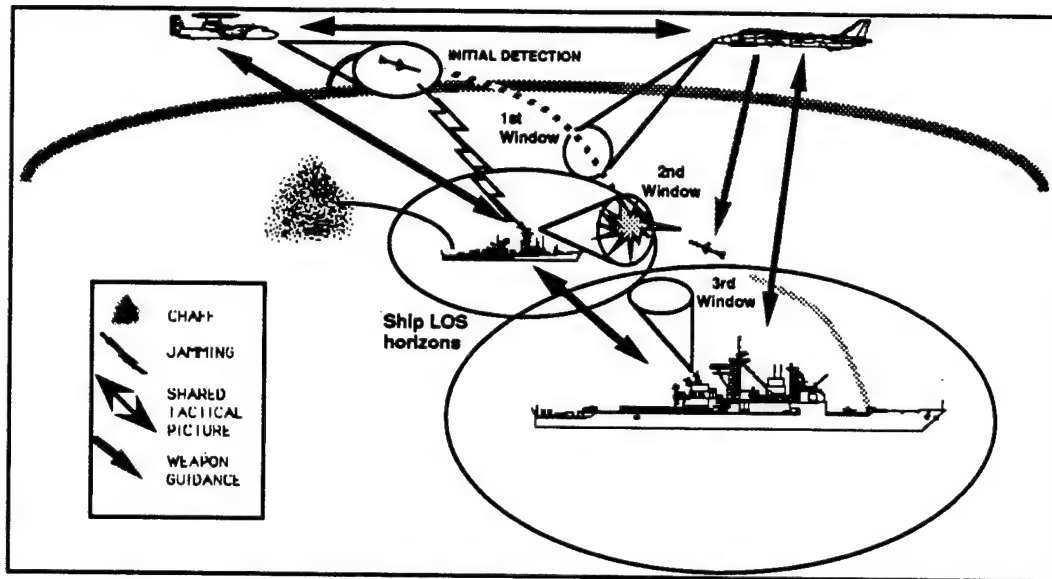 INITIAL DETECTION
1st
Window
2nd
Window
3rd
Window
Ship LOS
horizons
CHAFF
JAMMING
SHARED
TACTICAL
PICTURE
WEAPON
GUIDANCE